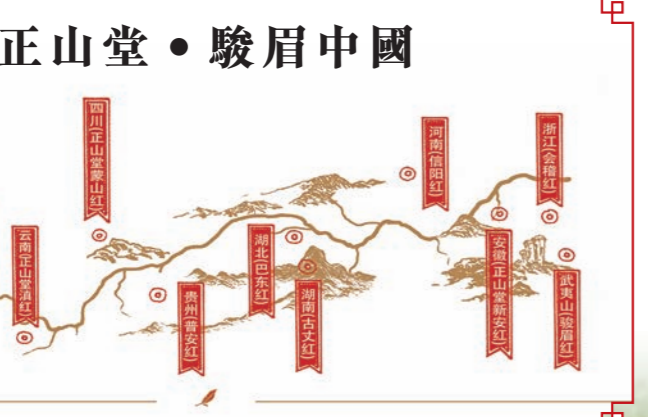 正山堂•駿眉中國
四川(正山堂蒙山红)
河南(信阳红)
浙江(会稽红)
云南(正山堂滇红)
湖北(巴东红)
安徽(正山堂新安红)
贵州(普安红)
湖南(古丈红)
武夷山(骏眉红)